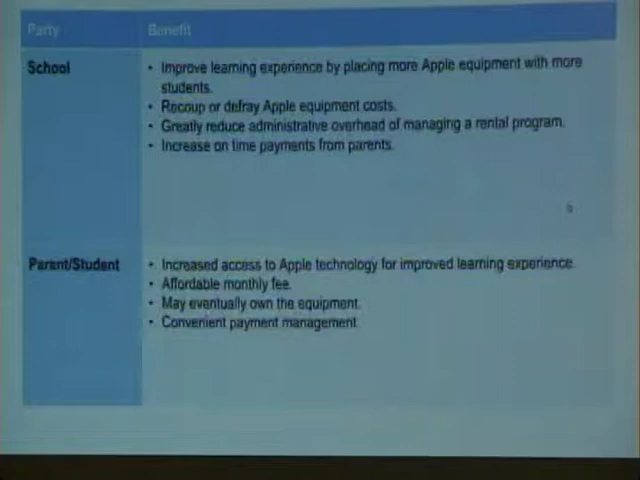 Party Benefit
School
• Improve learning experience by placing more Apple equipment with more
students.
• Recoup or defray Apple equipment costs.
• Greatly reduce administrative overhead of managing a rental program.
• Increase on time payments from parents.
Parent/Student
• Increased access to Apple technology for improved learning experience.
• Affordable monthly fee.
• May eventually own the equipment.
• Convenient payment management